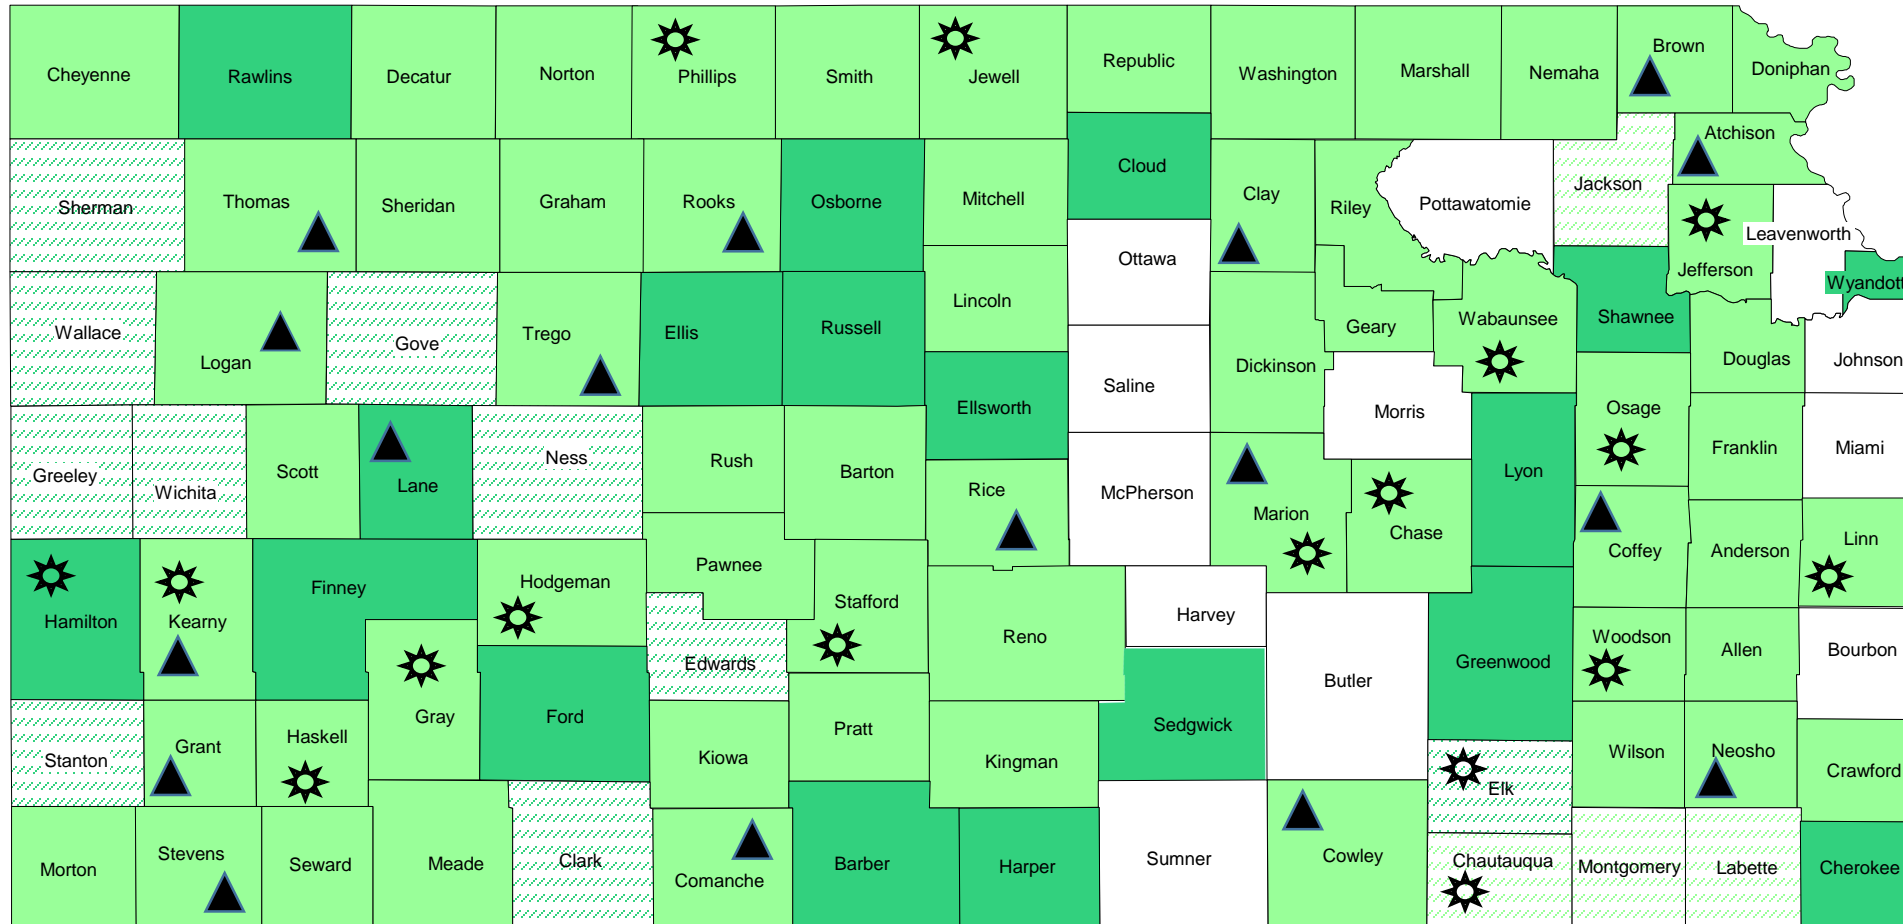 Cheyenne
Rawlins
Decatur
Norton
Phillips
Smith
Jewell
Republic
Washington
Marshall
Nemaha
Brown
Doniphan
Sherman
Thomas
Sheridan
Graham
Rooks
Osborne
Mitchell
Cloud
Clay
Riley
Pottawatomie
Jackson
Atchison
Jefferson
Leavenworth
Wyandott
Wallace
Logan
Gove
Trego
Ellis
Russell
Lincoln
Ottawa
Dickinson
Geary
Wabaunsee
Shawnee
Douglas
Johnson
Greeley
Wichita
Scott
Lane
Ness
Rush
Barton
Ellsworth
Saline
Morris
Osage
Franklin
Miami
Rice
McPherson
Marion
Chase
Lyon
Coffey
Anderson
Linn
Hamilton
Kearny
Finney
Hodgeman
Pawnee
Stafford
Reno
Harvey
Butler
Greenwood
Woodson
Allen
Bourbon
Edwards
Stanton
Grant
Haskell
Gray
Ford
Kiowa
Pratt
Kingman
Sedgwick
Elk
Wilson
Neosho
Crawford
Morton
Stevens
Seward
Meade
Clark
Comanche
Barber
Harper
Sumner
Cowley
Chautauqua
Montgomery
Labette
Cherokee